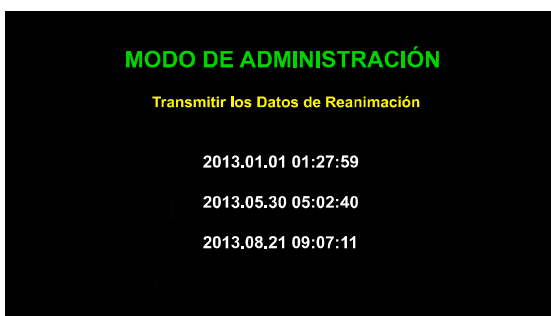 MODO DE ADMINISTRACIÓN
Transmitir los Datos de Reanimación
2013.01.01 01:27:59
2013.05.30 05:02:40
2013.08.21 09:07:11